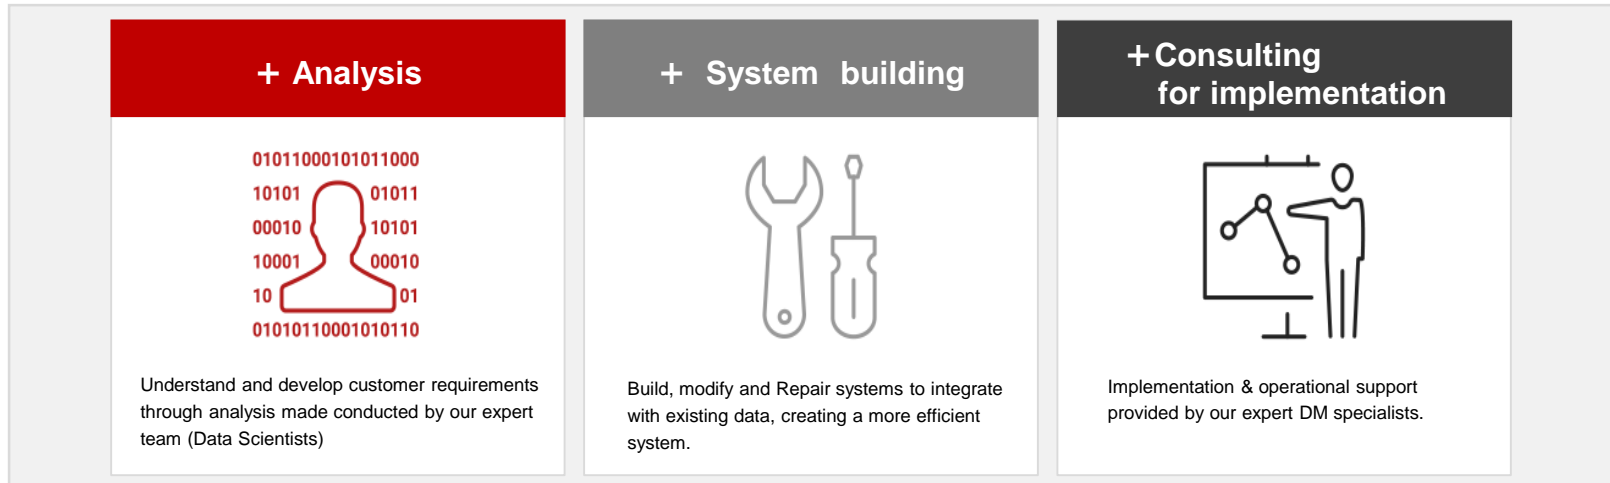 + Analysis
01011000101011000
10101 01011
00010 10101
10001 00010
10 01
01010110001010110
Understand and develop customer requirements
through analysis made conducted by our expert
team (Data Scientists)
+ System building
Build, modify and Repair systems to integrate
with existing data, creating a more efficient
system.
+Consulting
for implementation
Implementation & operational support
provided by our expert DM specialists.